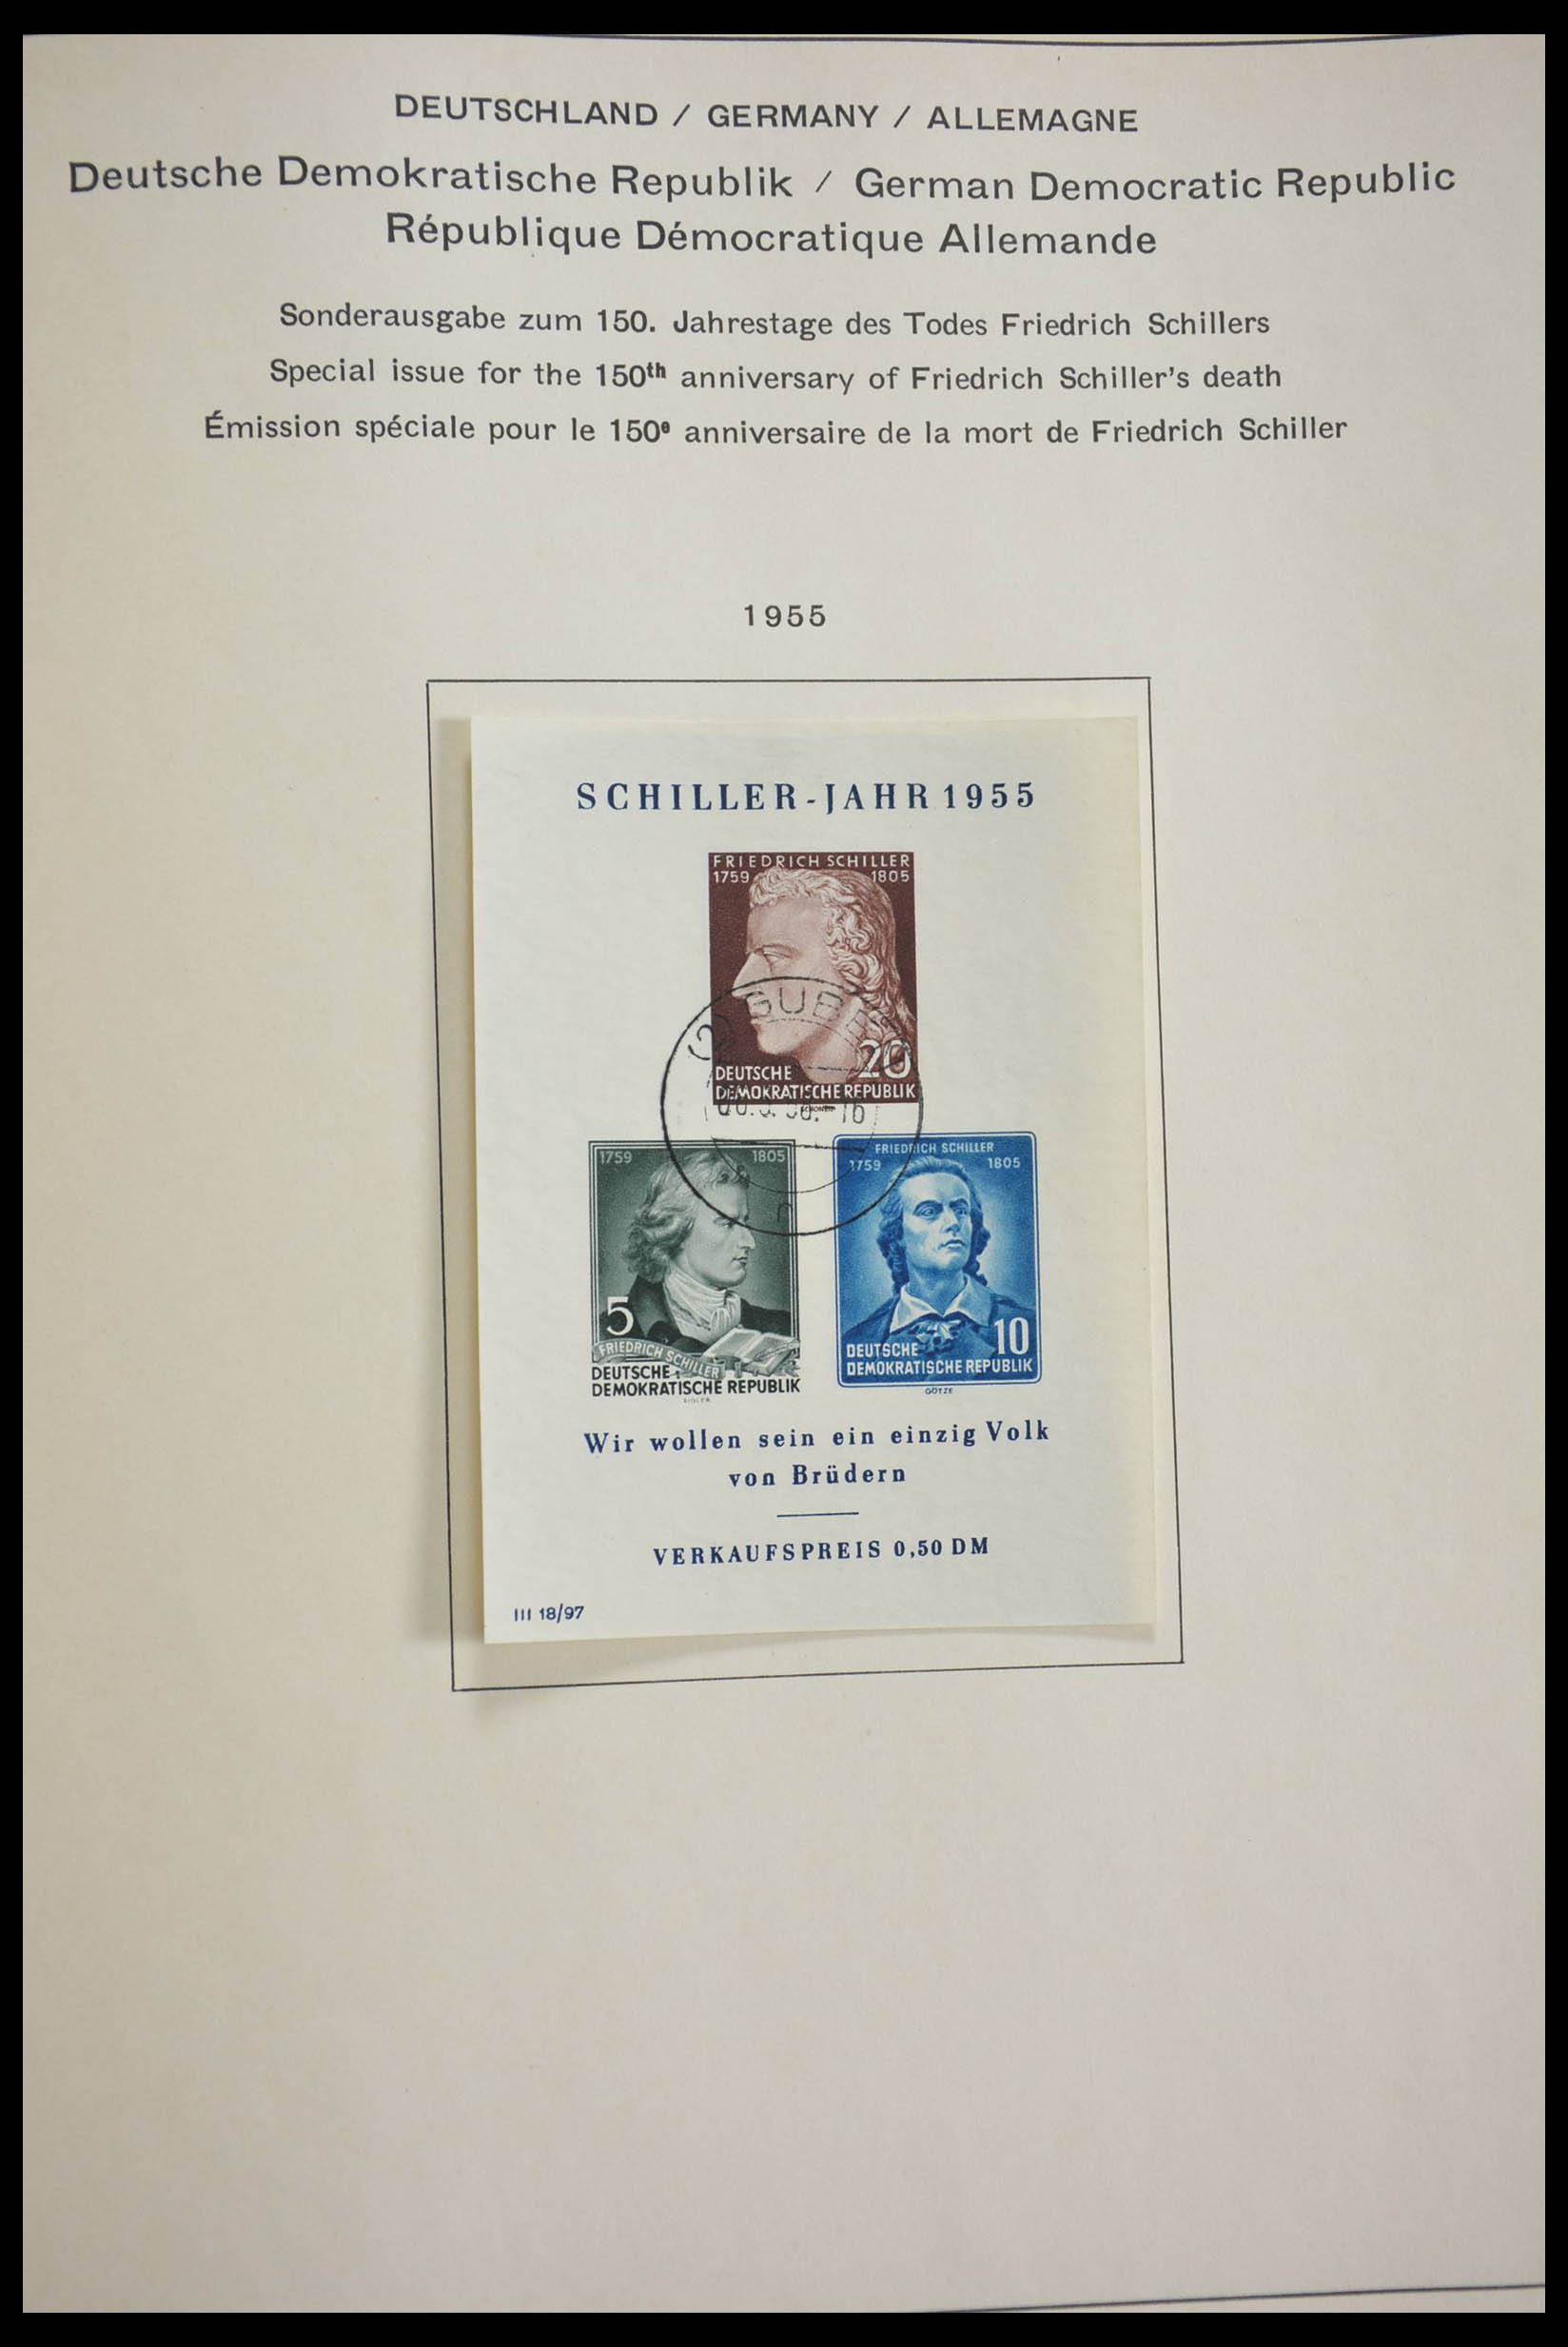 DEUTSCHLAND / GERMANY / ALLEMAGNE
Deutsche Demokratische Republik / German Democratic Republic
République Démocratique Allemande
Sonderausgabe zum 150. Jahrestage des Todes Friedrich Schillers
Special issue for the 150th anniversary of Friedrich Schiller's death
Émission spéciale pour le 150e anniversaire de la mort de Friedrich Schiller
1955
SCHILLER-JAHR 1955
FRIEDRICH SCHILLER
1759 1805
20
DEUTSCHE
DEMOKRATISCHE REPUBLIK
1759 1805
5
FRIEDRICH SCHILLER
DEUTSCHE
DEMOKRATISCHE REPUBLIK
FRIEDRICH SCHILLER
1759 1805
10
DEUTSCHE
DEMOKRATISCHE REPUBLIK
GÖTZE
Wir wollen sein ein einzig Volk
von Brüdern
VERKAUFSPREIS 0,50 DM
III 18/97